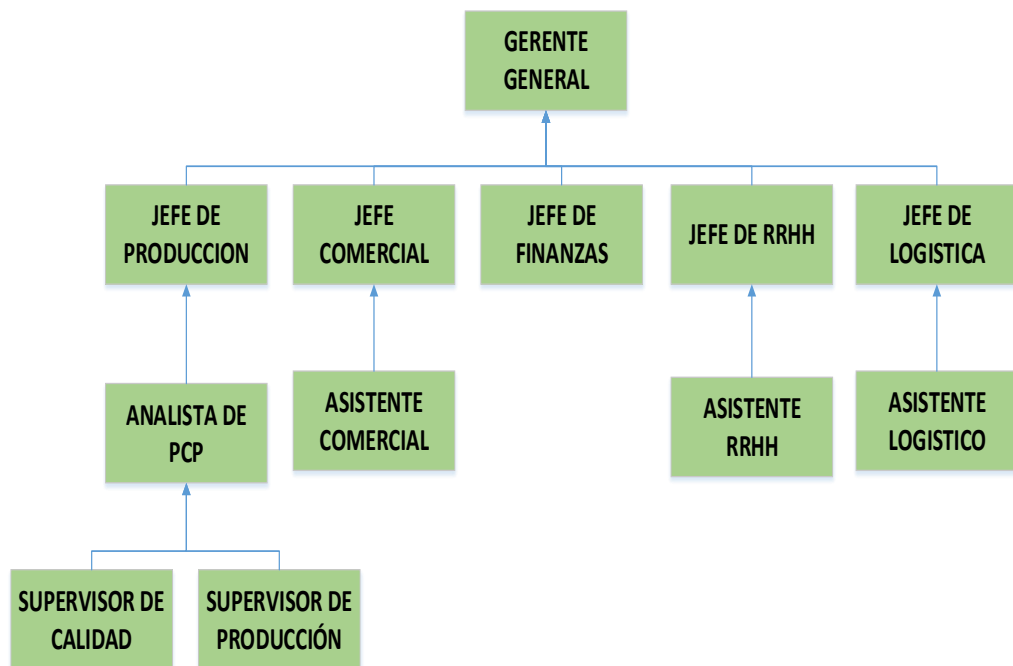 GERENTE
GENERAL
JEFE DE
PRODUCCION
JEFE
COMERCIAL
JEFE DE
FINANZAS
JEFE DE RRHH
JEFE DE
LOGISTICA
ANALISTA DE
PCP
ASISTENTE
COMERCIAL
ASISTENTE
RRHH
ASISTENTE
LOGISTICO
SUPERVISOR DE
CALIDAD
SUPERVISOR DE
PRODUCCIÓN